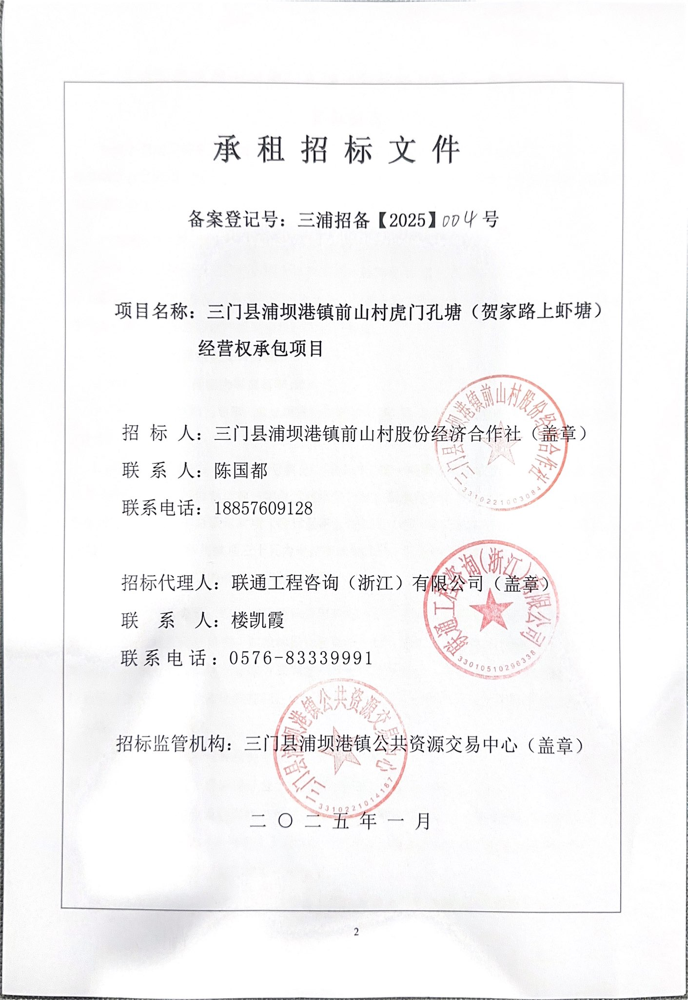 承租招标文件
备案登记号：三浦招备【2025】004号
项目名称：三门县浦坝港镇前山村虎门孔塘（贺家路上虾塘）
经营权承包项目
招标人：三门县浦坝港镇前山村股份经济合作社（盖章）
联系人：陈国都
联系电话：18857609128
三门县浦坝港镇前山村股份经济合作社
3310221003084
招标代理人：联通工程咨询（浙江）有限公司（盖章）
联系人：楼凯霞
联系电话：0576-83339991
联通工程咨询(浙江)有限公司
33010510296338
招标监管机构：三门县浦坝港镇公共资源交易中心（盖章）
三门县浦坝港镇公共资源交易中心
3310221014187
二〇二五年一月
2